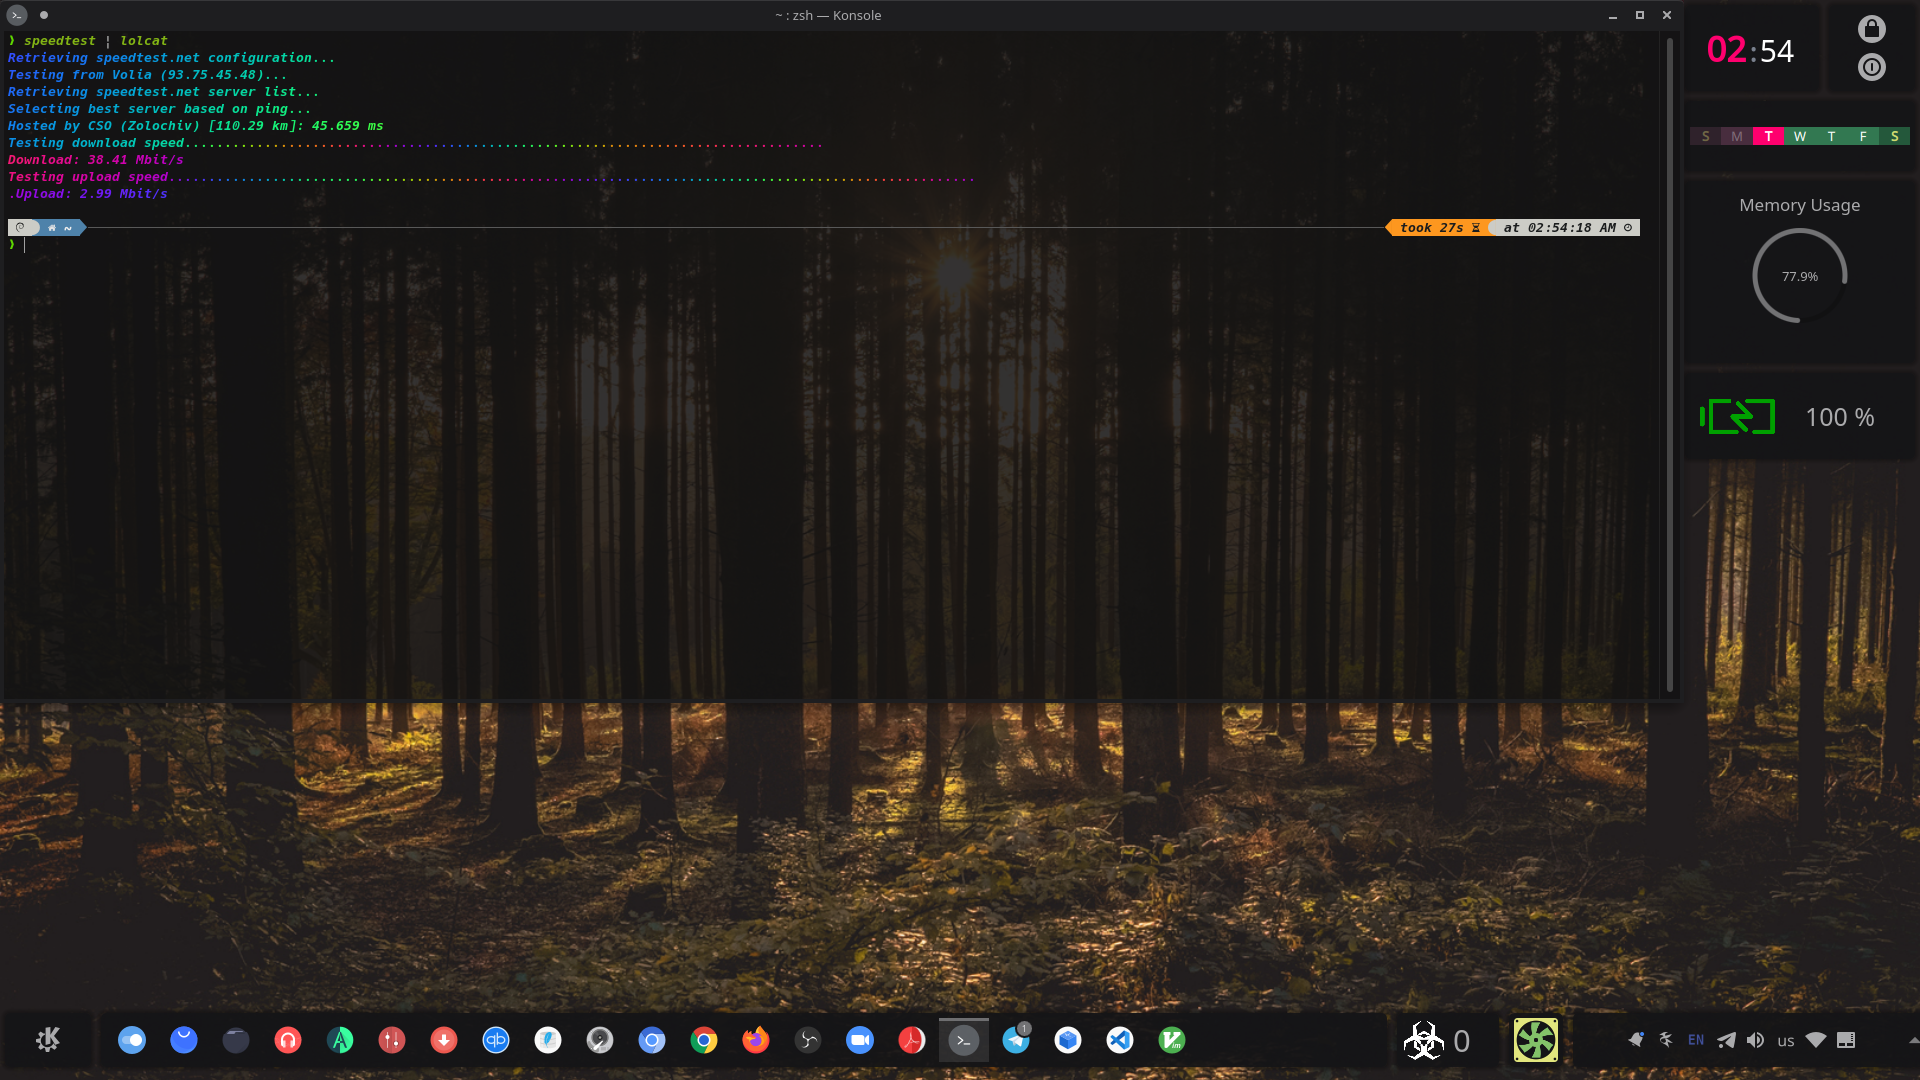 ~ : zsh — Konsole
❯ speedtest | lolcat
Retrieving speedtest.net configuration...
Testing from Volia (93.75.45.48)...
Retrieving speedtest.net server list...
Selecting best server based on ping...
Hosted by CSO (Zolochiv) [110.29 km]: 45.659 ms
Testing download speed................................................................................
Download: 38.41 Mbit/s
Testing upload speed.....................................................................................................
.Upload: 2.99 Mbit/s
~ took 27s at 02:54:18 AM
❯
02:54
S M T W T F S
Memory Usage
77.9%
100 %
qb
1
Vim
0
EN
us